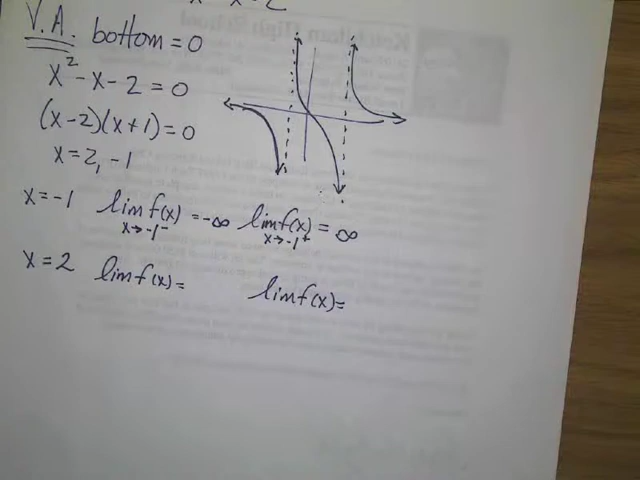 V.A. bottom = 0
x² - x - 2 = 0
(x-2)(x+1) = 0
x = 2, -1
x = -1 lim f(x) = -∞ lim f(x) = ∞
x → -1⁻ x → -1⁺
x = 2 lim f(x) = lim f(x) =